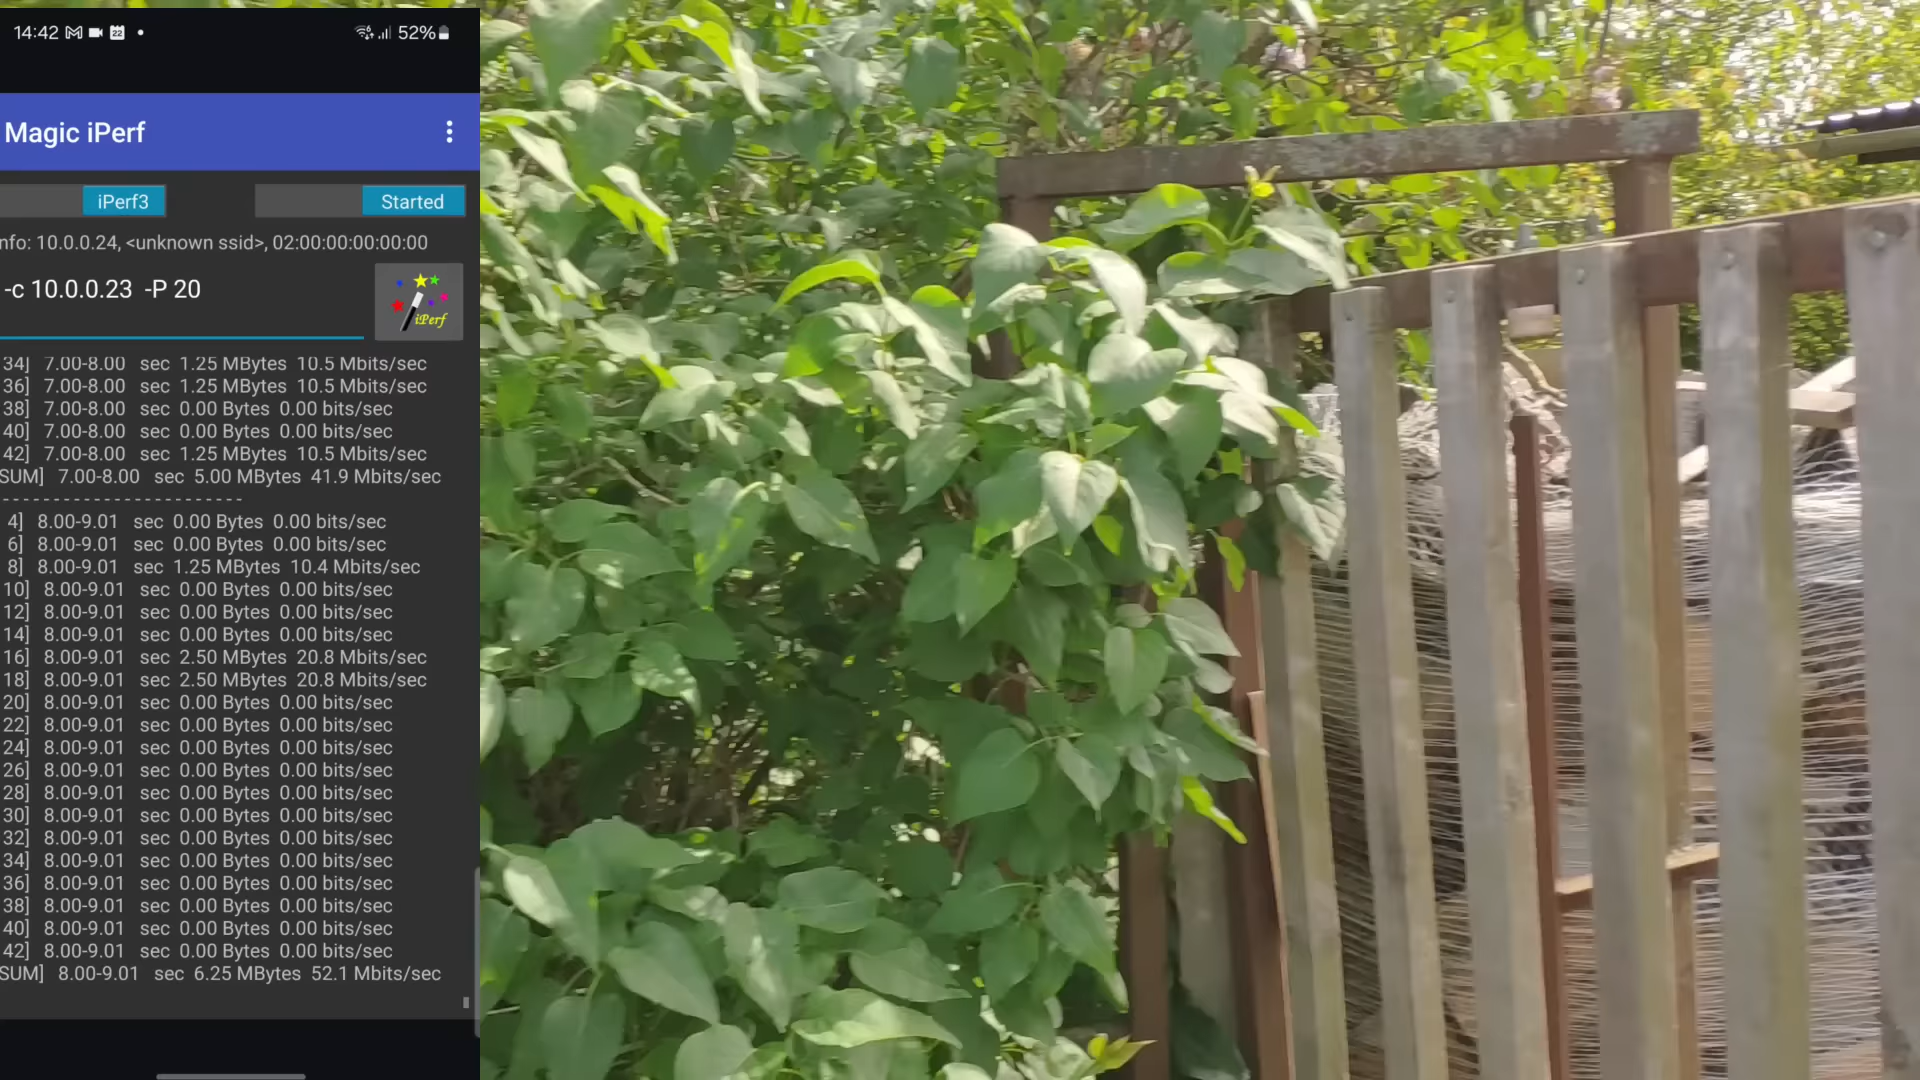 14:42 22 52%
Magic iPerf
iPerf3 Started
nfo: 10.0.0.24, <unknown ssid>, 02:00:00:00:00:00
-c 10.0.0.23 -P 20
iPerf
34] 7.00-8.00 sec 1.25 MBytes 10.5 Mbits/sec
36] 7.00-8.00 sec 1.25 MBytes 10.5 Mbits/sec
38] 7.00-8.00 sec 0.00 Bytes 0.00 bits/sec
40] 7.00-8.00 sec 0.00 Bytes 0.00 bits/sec
42] 7.00-8.00 sec 1.25 MBytes 10.5 Mbits/sec
SUM] 7.00-8.00 sec 5.00 MBytes 41.9 Mbits/sec
- - - - - - - - - - - - - - - - - - - - - - - - -
4] 8.00-9.01 sec 0.00 Bytes 0.00 bits/sec
6] 8.00-9.01 sec 0.00 Bytes 0.00 bits/sec
8] 8.00-9.01 sec 1.25 MBytes 10.4 Mbits/sec
10] 8.00-9.01 sec 0.00 Bytes 0.00 bits/sec
12] 8.00-9.01 sec 0.00 Bytes 0.00 bits/sec
14] 8.00-9.01 sec 0.00 Bytes 0.00 bits/sec
16] 8.00-9.01 sec 2.50 MBytes 20.8 Mbits/sec
18] 8.00-9.01 sec 2.50 MBytes 20.8 Mbits/sec
20] 8.00-9.01 sec 0.00 Bytes 0.00 bits/sec
22] 8.00-9.01 sec 0.00 Bytes 0.00 bits/sec
24] 8.00-9.01 sec 0.00 Bytes 0.00 bits/sec
26] 8.00-9.01 sec 0.00 Bytes 0.00 bits/sec
28] 8.00-9.01 sec 0.00 Bytes 0.00 bits/sec
30] 8.00-9.01 sec 0.00 Bytes 0.00 bits/sec
32] 8.00-9.01 sec 0.00 Bytes 0.00 bits/sec
34] 8.00-9.01 sec 0.00 Bytes 0.00 bits/sec
36] 8.00-9.01 sec 0.00 Bytes 0.00 bits/sec
38] 8.00-9.01 sec 0.00 Bytes 0.00 bits/sec
40] 8.00-9.01 sec 0.00 Bytes 0.00 bits/sec
42] 8.00-9.01 sec 0.00 Bytes 0.00 bits/sec
SUM] 8.00-9.01 sec 6.25 MBytes 52.1 Mbits/sec